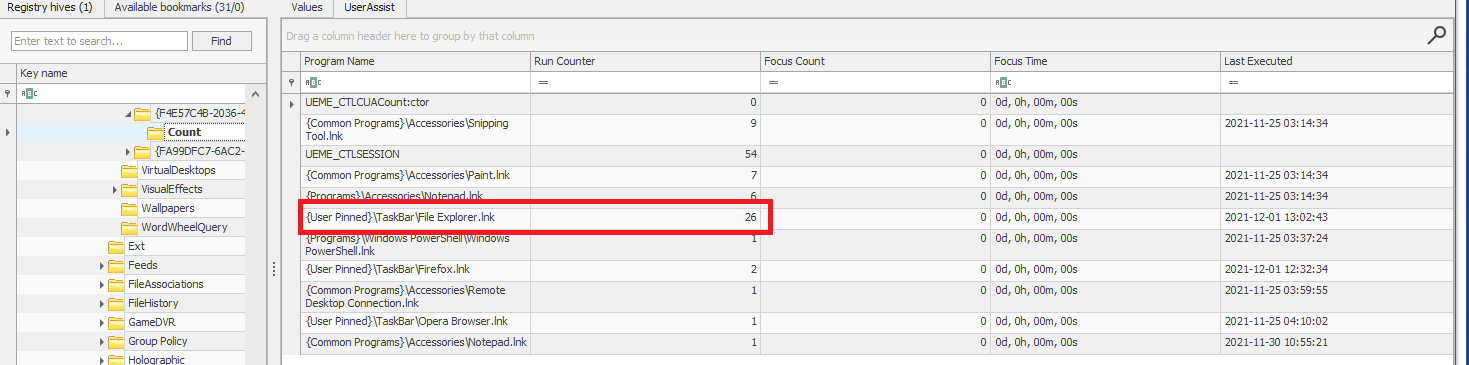 Registry hives (1) Available bookmarks (31/0) Values UserAssist
Enter text to search... Find
Drag a column header here to group by that column
Key name
Program Name Run Counter Focus Count Focus Time Last Executed
ABC
ABC = = ABC =
{F4E57C4B-2036-4
Count
{FA99DFC7-6AC2-
VirtualDesktops
VisualEffects
Wallpapers
WordWheelQuery
Ext
Feeds
FileAssociations
FileHistory
GameDVR
Group Policy
Holographic
UEME_CTLCUACount:ctor 0 0 0d, 0h, 00m, 00s
{Common Programs}\Accessories\Snipping 9 0 0d, 0h, 00m, 00s 2021-11-25 03:14:34
Tool.lnk
UEME_CTLSESSION 54 0 0d, 0h, 00m, 00s
{Common Programs}\Accessories\Paint.lnk 7 0 0d, 0h, 00m, 00s 2021-11-25 03:14:34
{Programs}\Accessories\Notepad.lnk 6 0 0d, 0h, 00m, 00s 2021-11-25 03:14:34
{User Pinned}\TaskBar\File Explorer.lnk 26 0 0d, 0h, 00m, 00s 2021-12-01 13:02:43
{Programs}\Windows PowerShell\Windows 1 0 0d, 0h, 00m, 00s 2021-11-25 03:37:24
PowerShell.lnk
{User Pinned}\TaskBar\Firefox.lnk 2 0 0d, 0h, 00m, 00s 2021-12-01 12:32:34
{Common Programs}\Accessories\Remote 1 0 0d, 0h, 00m, 00s 2021-11-25 03:59:55
Desktop Connection.lnk
{User Pinned}\TaskBar\Opera Browser.lnk 1 0 0d, 0h, 00m, 00s 2021-11-25 04:10:02
{Common Programs}\Accessories\Notepad.lnk 1 0 0d, 0h, 00m, 00s 2021-11-30 10:55:21